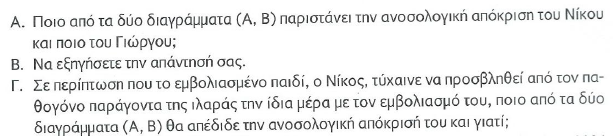 Α. Ποιο από τα δύο διαγράμματα (Α, Β) παριστάνει την ανοσολογική απόκριση του Νίκου
και ποιο του Γιώργου;
Β. Να εξηγήσετε την απάντησή σας.
Γ. Σε περίπτωση που το εμβολιασμένο παιδί, ο Νίκος, τύχαινε να προσβληθεί από τον πα-
θογόνο παράγοντα της ιλαράς την ίδια μέρα με τον εμβολιασμό του, ποιο από τα δύο
διαγράμματα (Α, Β) θα απέδιδε την ανοσολογική απόκρισή του και γιατί;